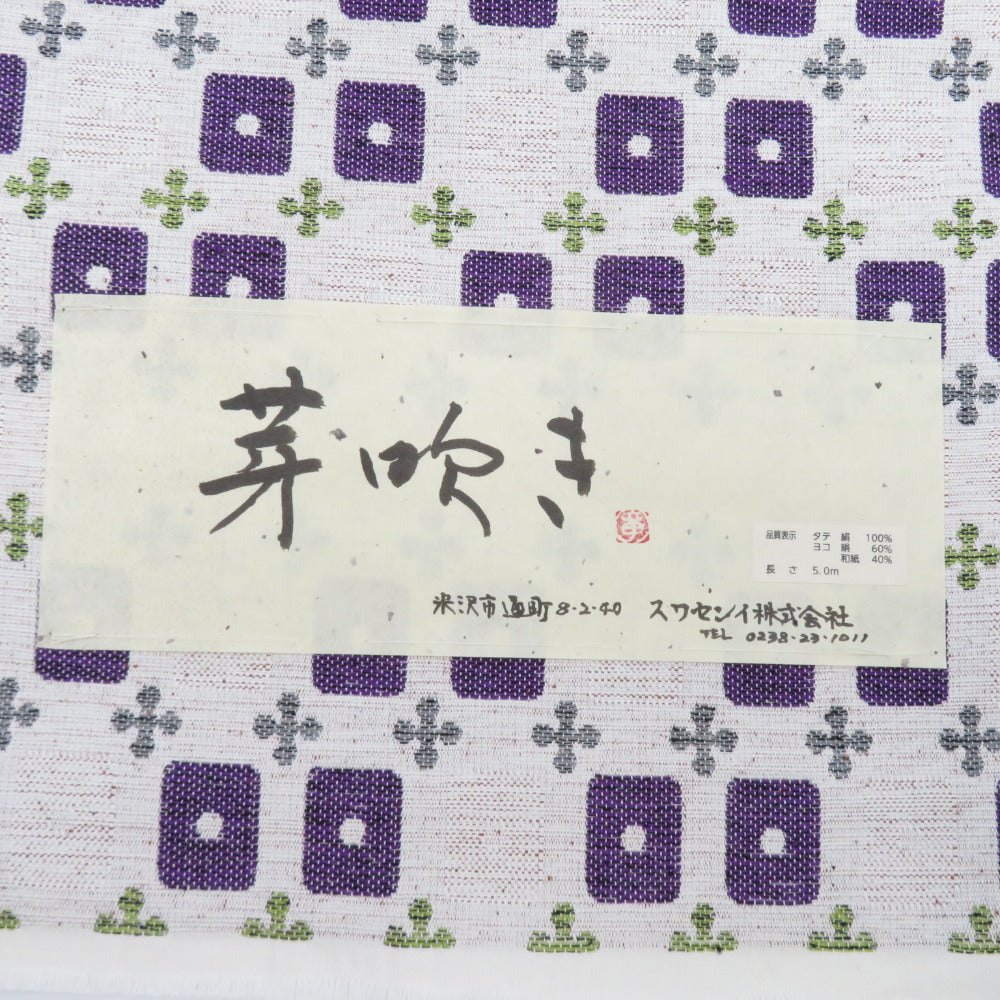 芽吹き
品質表示 タテ 絹 100%
ヨコ 絹 60%
和紙 40%
長さ 5.0m
米沢市通町8-2-40 スワセンイ株式会社
TEL 0238-23-1011